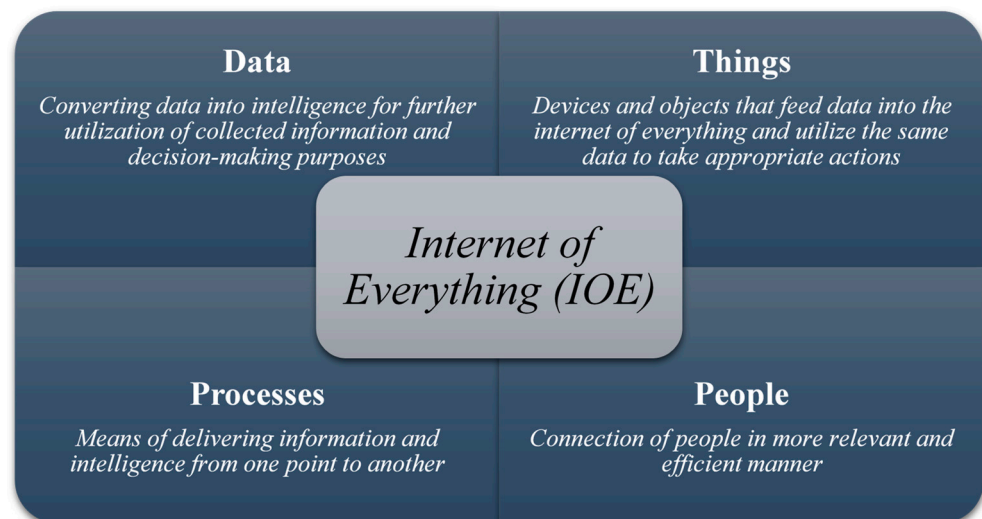 Data
Converting data into intelligence for further
utilization of collected information and
decision-making purposes
Things
Devices and objects that feed data into the
internet of everything and utilize the same
data to take appropriate actions
Internet of
Everything (IOE)
Processes
Means of delivering information and
intelligence from one point to another
People
Connection of people in more relevant and
efficient manner